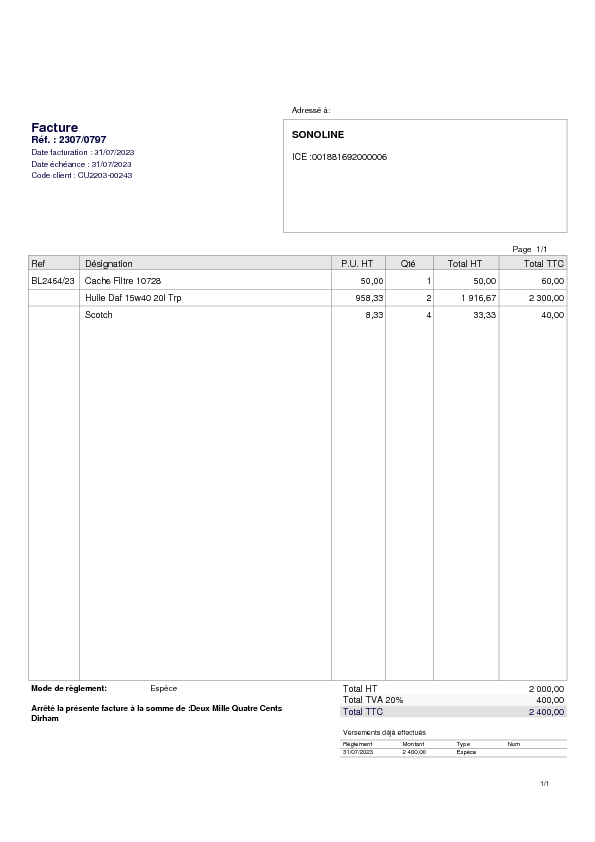 Adressé à:
Facture
Réf. : 2307/0797
Date facturation : 31/07/2023
Date échéance : 31/07/2023
Code client : CU2203-00243
SONOLINE
ICE :001881692000006
Page 1/1
Ref Désignation P.U. HT Qté Total HT Total TTC
BL2464/23 Cache Filtre 10728 50,00 1 50,00 60,00
Huile Daf 15w40 20l Trp 958,33 2 1 916,67 2 300,00
Scotch 8,33 4 33,33 40,00
Mode de règlement: Espèce
Arrêté la présente facture à la somme de :Deux Mille Quatre Cents
Dirham
Total HT 2 000,00
Total TVA 20% 400,00
Total TTC 2 400,00
Versements déjà effectués
Règlement Montant Type Num
31/07/2023 2 400,00 Espèce
1/1